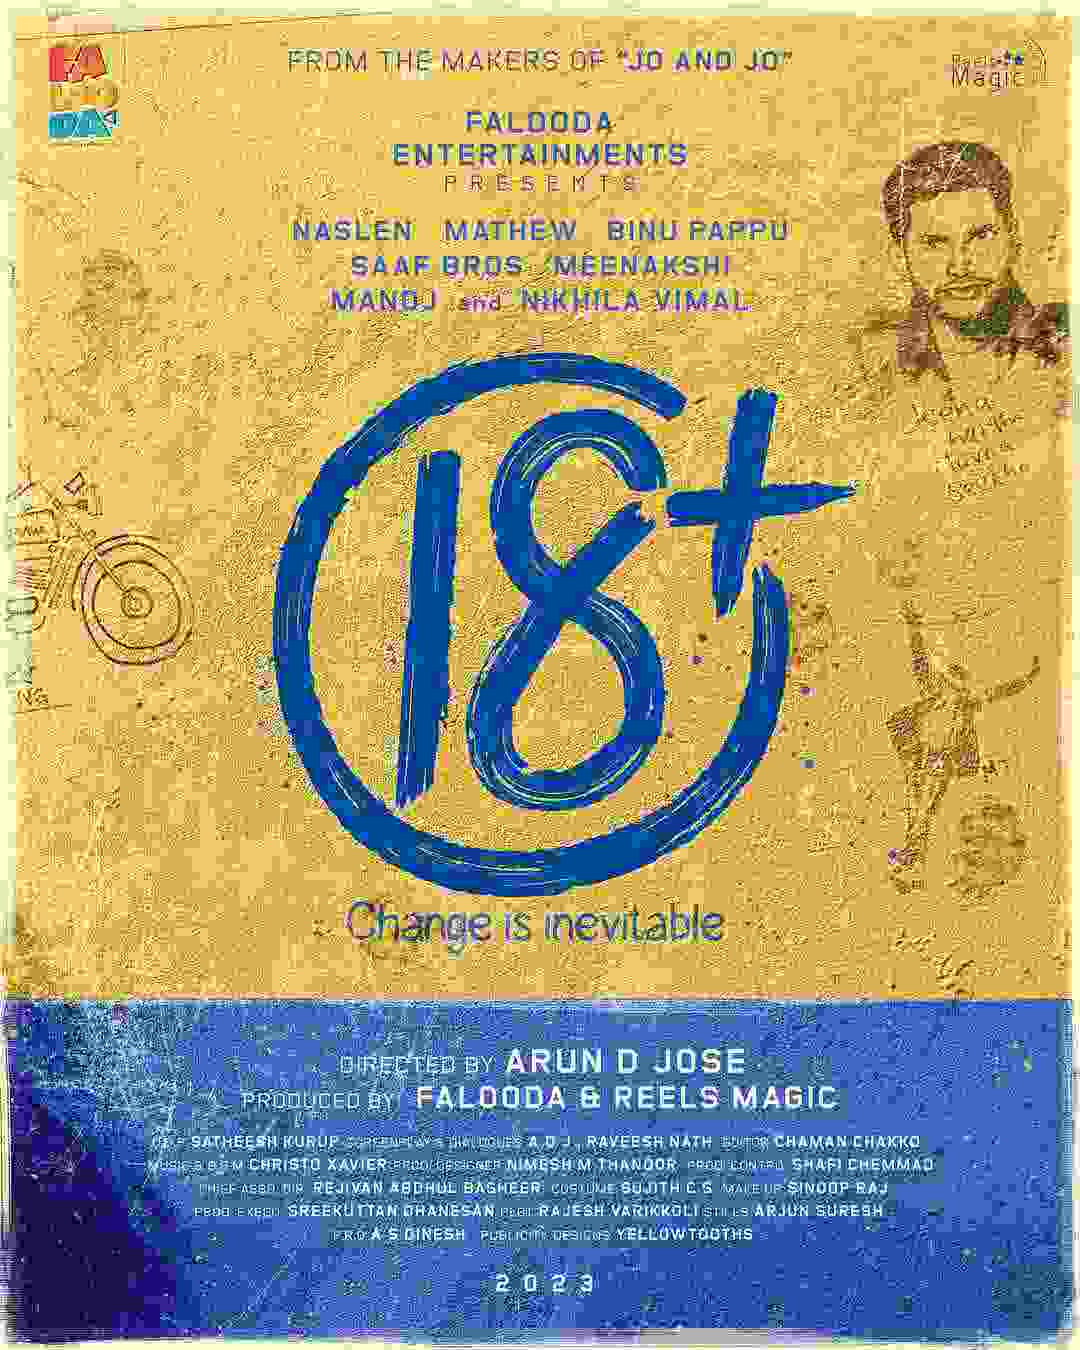 FALOODA
FROM THE MAKERS OF "JO AND JO"
Reels
Magic
FALOODA
ENTERTAINMENTS
PRESENTS
NASLEN MATHEW BINU PAPPU
SAAF BROS MEENAKSHI
MANOJ and NIKHILA VIMAL
18+
Change is inevitable
DIRECTED BY ARUN D JOSE
PRODUCED BY FALOODA & REELS MAGIC
SATHEESH KURUP SCREENPLAY & DIALOGUES A D J, RAVEESH NATH EDITOR CHAMAN CHAKKO
MUSIC & BGM CHRISTO XAVIER PROD. DESIGNER NIMESH M THANOOR PROD. CONTRL SHAFI CHEMMAD
CHIEF ASSO. DIR REJIVAN ABDHUL BASHEER COSTUME SUJITH C S MAKE UP SINOOP RAJ
PROD. EXECU. SREEKUTTAN DHANESAN RAJESH VARIKKOLI STILLS ARJUN SURESH
P.R.O A S DINESH PUBLICITY DESIGNS YELLOWTOOTHS
2023